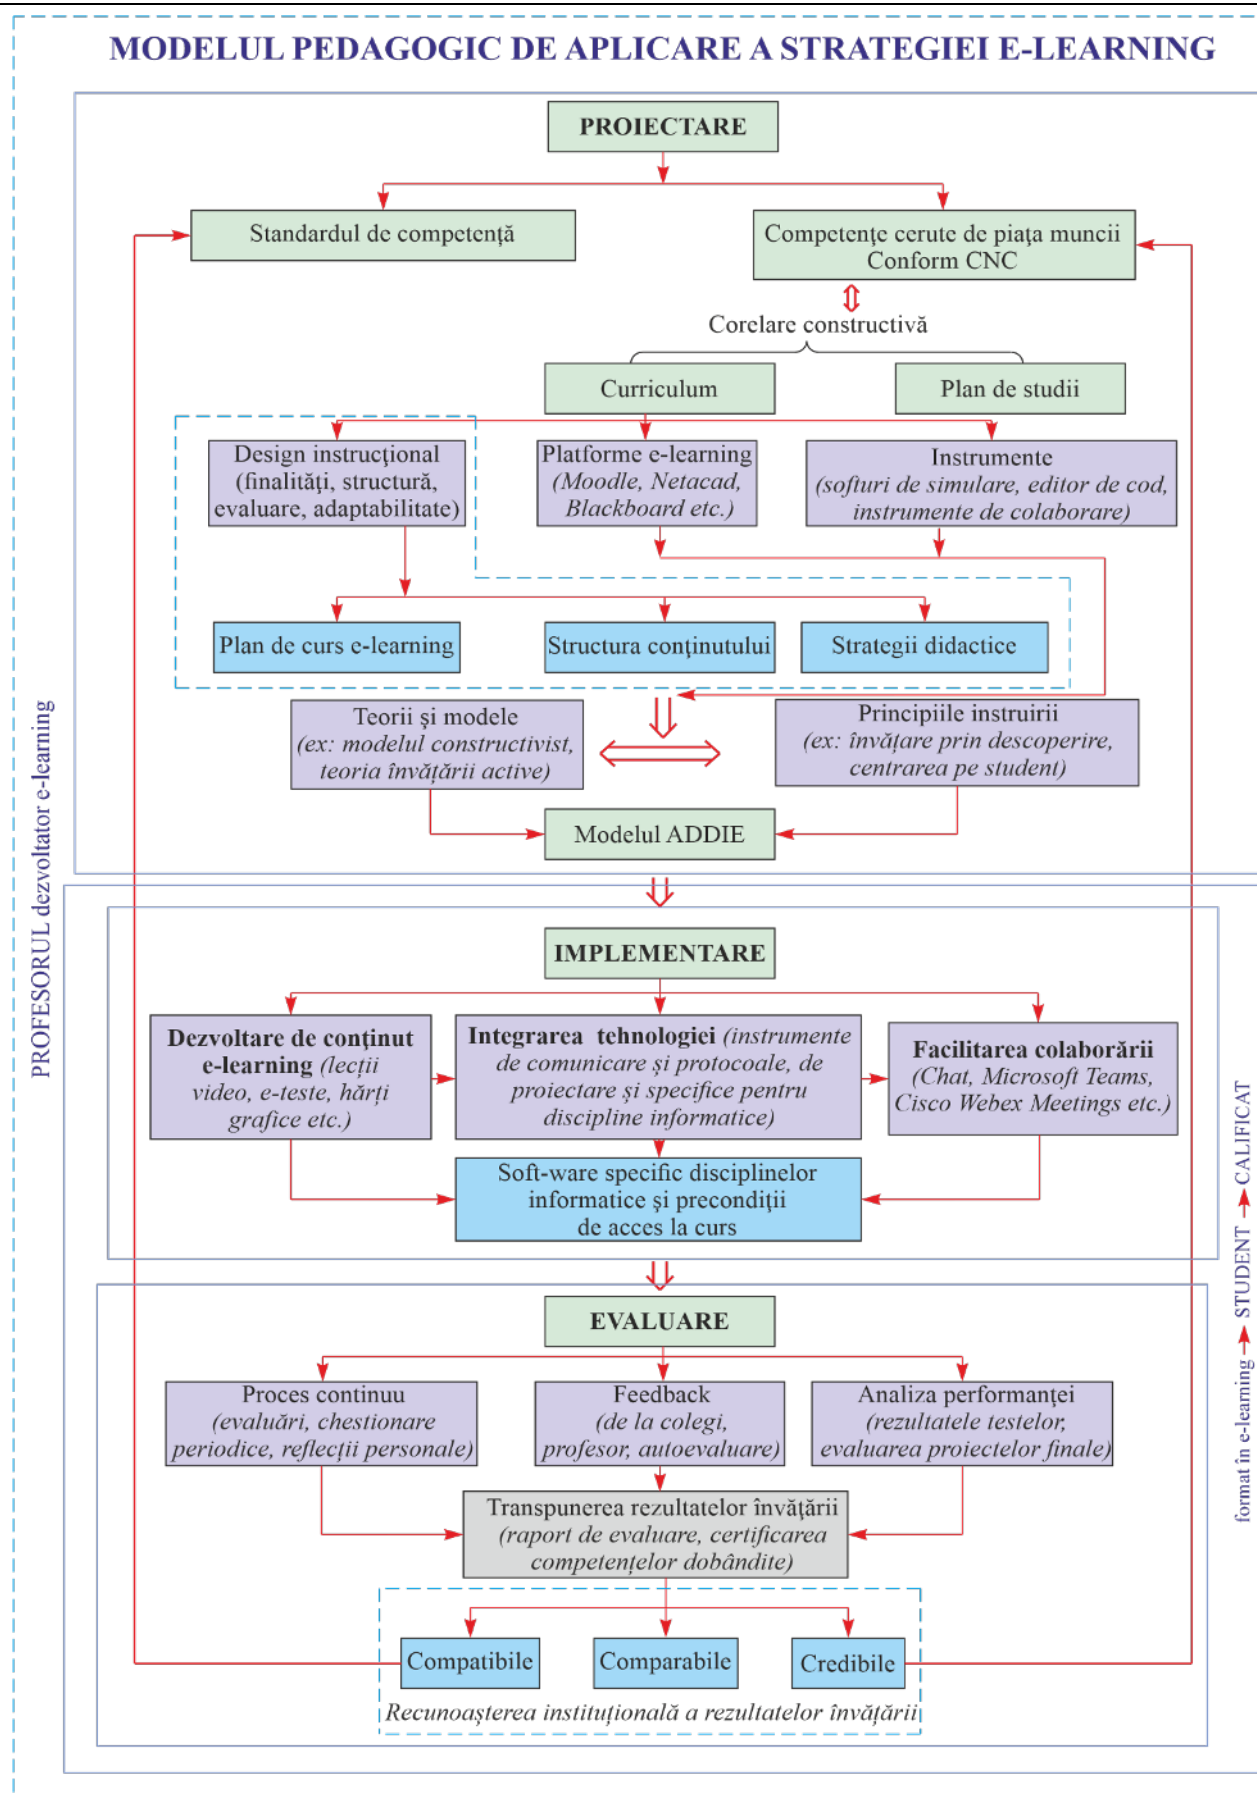 MODELUL PEDAGOGIC DE APLICARE A STRATEGIEI E-LEARNING
PROIECTARE
Standardul de competență
Competențe cerute de piața muncii
Conform CNC
Corelare constructivă
Curriculum
Plan de studii
Design instrucțional
(finalități, structură,
evaluare, adaptabilitate)
Platforme e-learning
(Moodle, Netacad,
Blackboard etc.)
Instrumente
(softuri de simulare, editor de cod,
instrumente de colaborare)
Plan de curs e-learning
Structura conținutului
Strategii didactice
Teorii și modele
(ex: modelul constructivist,
teoria învățării active)
Principiile instruirii
(ex: învățare prin descoperire,
centrarea pe student)
Modelul ADDIE
PROFESORUL dezvoltator e-learning
IMPLEMENTARE
Dezvoltare de conținut
e-learning (lecții
video, e-teste, hărți
grafice etc.)
Integrarea tehnologiei (instrumente
de comunicare și protocoale, de
proiectare și specifice pentru
discipline informatice)
Facilitarea colaborării
(Chat, Microsoft Teams,
Cisco Webex Meetings etc.)
Soft-ware specific disciplinelor
informatice și precondiții
de acces la curs
format în e-learning STUDENT CALIFICAT
EVALUARE
Proces continuu
(evaluări, chestionare
periodice, reflecții personale)
Feedback
(de la colegi,
profesor, autoevaluare)
Analiza performanței
(rezultatele testelor,
evaluarea proiectelor finale)
Transpunerea rezultatelor învățării
(raport de evaluare, certificarea
competențelor dobândite)
Compatibile
Comparabile
Credibile
Recunoașterea instituțională a rezultatelor învățării